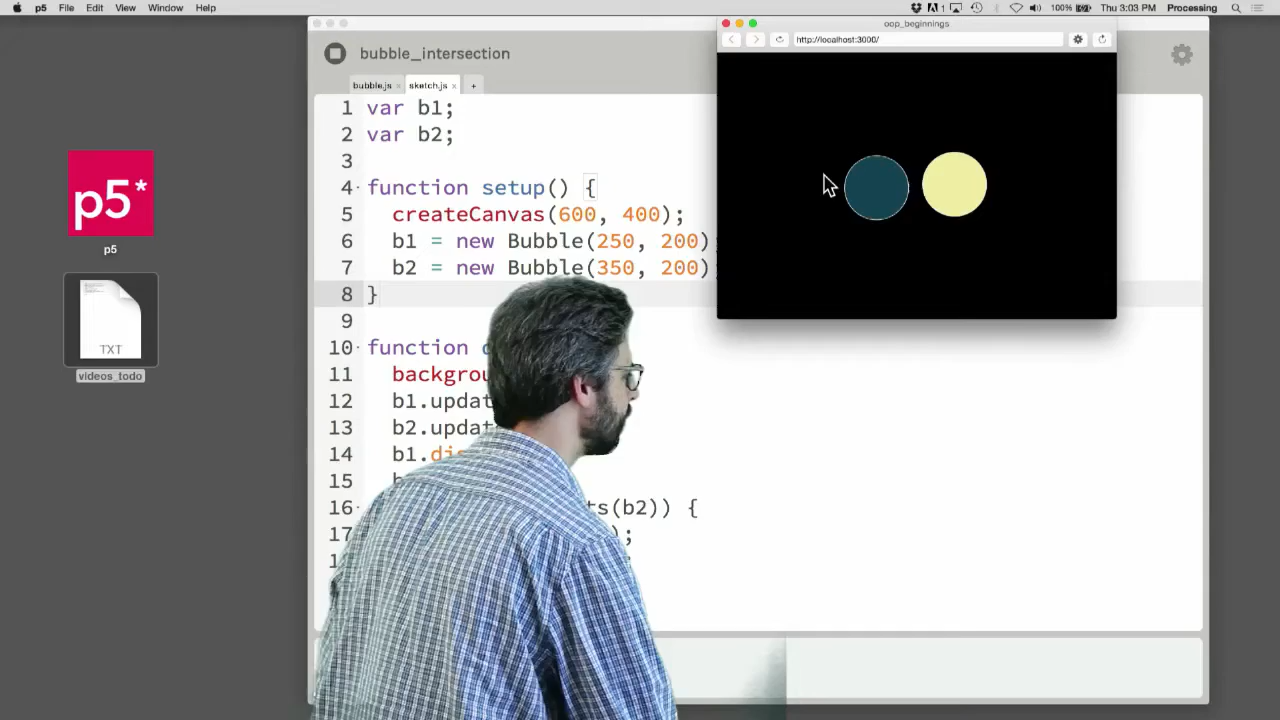 p5 File Edit View Window Help 1 100% Thu 3:03 PM Processing
oop_beginnings
http://localhost:3000/
bubble_intersection
bubble.js × sketch.js × +
1 var b1;
2 var b2;
3
4 function setup() {
5 createCanvas(600, 400);
6 b1 = new Bubble(250, 200)
7 b2 = new Bubble(350, 200)
8 }
9
10 function
11 backgrou
12 b1.updat
13 b2.updat
14 b1.dis
15 b
16 ts(b2)) {
17 );
p5*
p5
TXT
videos_todo